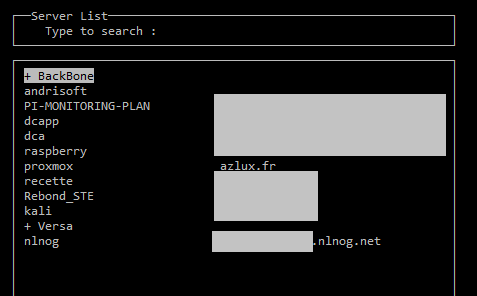 Server List
Type to search :
+ BackBone
andrisoft
PI-MONITORING-PLAN
dcapp
dca
raspberry
proxmox azlux.fr
recette
Rebond_STE
kali
+ Versa
nlnog .nlnog.net